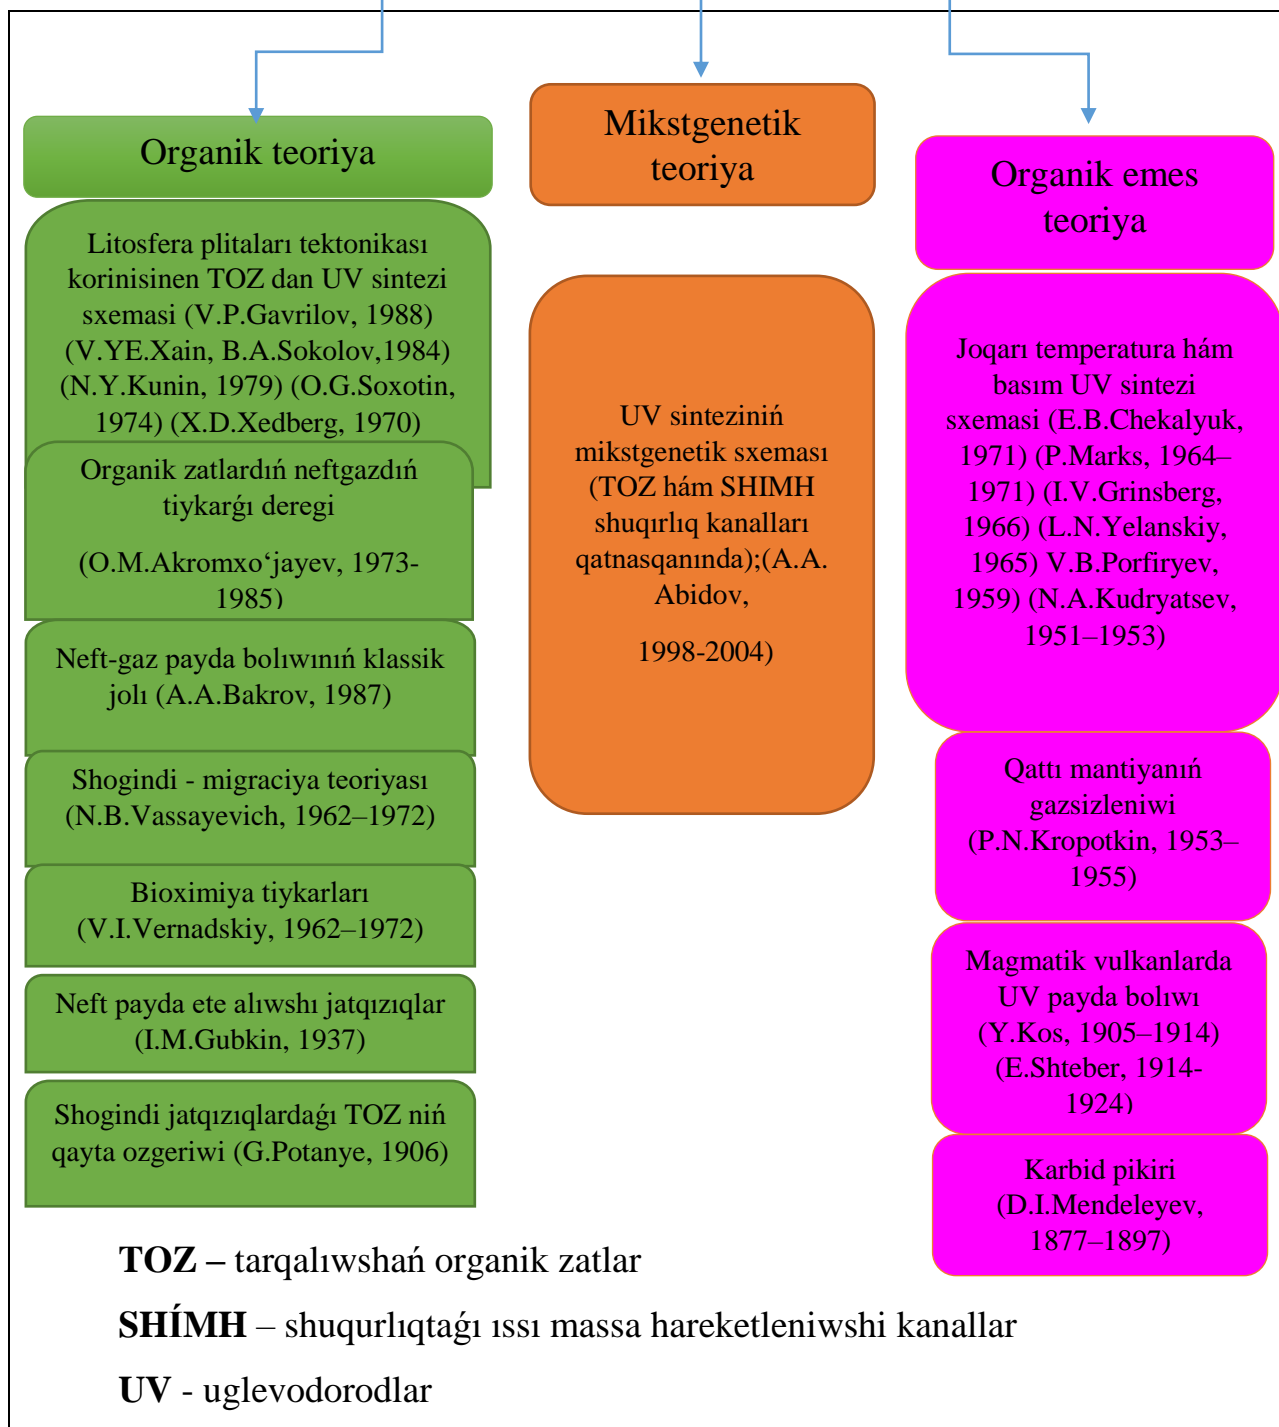 Organik teoriya
Litosfera plitaları tektonikası
korinisinen TOZ dan UV sintezi
sxemasi (V.P.Gavrilov, 1988)
(V.YE.Xain, B.A.Sokolov,1984)
(N.Y.Kunin, 1979) (O.G.Soxotin,
1974) (X.D.Xedberg, 1970)
Organik zatlardıń neftgazdıń
tiykarǵı deregi
(O.M.Akromxo‘jayev, 1973-
1985)
Neft-gaz payda bolıwınıń klassik
jolı (A.A.Bakrov, 1987)
Shogindi - migraciya teoriyası
(N.B.Vassayevich, 1962–1972)
Bioximiya tiykarları
(V.I.Vernadskiy, 1962–1972)
Neft payda ete alıwshı jatqızıqlar
(I.M.Gubkin, 1937)
Shogindi jatqızıqlardaǵı TOZ niń
qayta ozgeriwi (G.Potanye, 1906)
Mikstgenetik
teoriya
UV sinteziniń
mikstgenetik sxeması
(TOZ hám SHIMH
shuqırlıq kanalları
qatnasqanında);(A.A.
Abidov,
1998-2004)
Organik emes
teoriya
Joqarı temperatura hám
basım UV sintezi
sxemasi (E.B.Chekalyuk,
1971) (P.Marks, 1964–
1971) (I.V.Grinsberg,
1966) (L.N.Yelanskiy,
1965) V.B.Porfiryev,
1959) (N.A.Kudryatsev,
1951–1953)
Qattı mantiyanıń
gazsizleniwi
(P.N.Kropotkin, 1953–
1955)
Magmatik vulkanlarda
UV payda bolıwı
(Y.Kos, 1905–1914)
(E.Shteber, 1914-
1924)
Karbid pikiri
(D.I.Mendeleyev,
1877–1897)
TOZ – tarqalıwshań organik zatlar
SHÍMH – shuqurlıqtaǵı ıssı massa hareketleniwshi kanallar
UV - uglevodorodlar